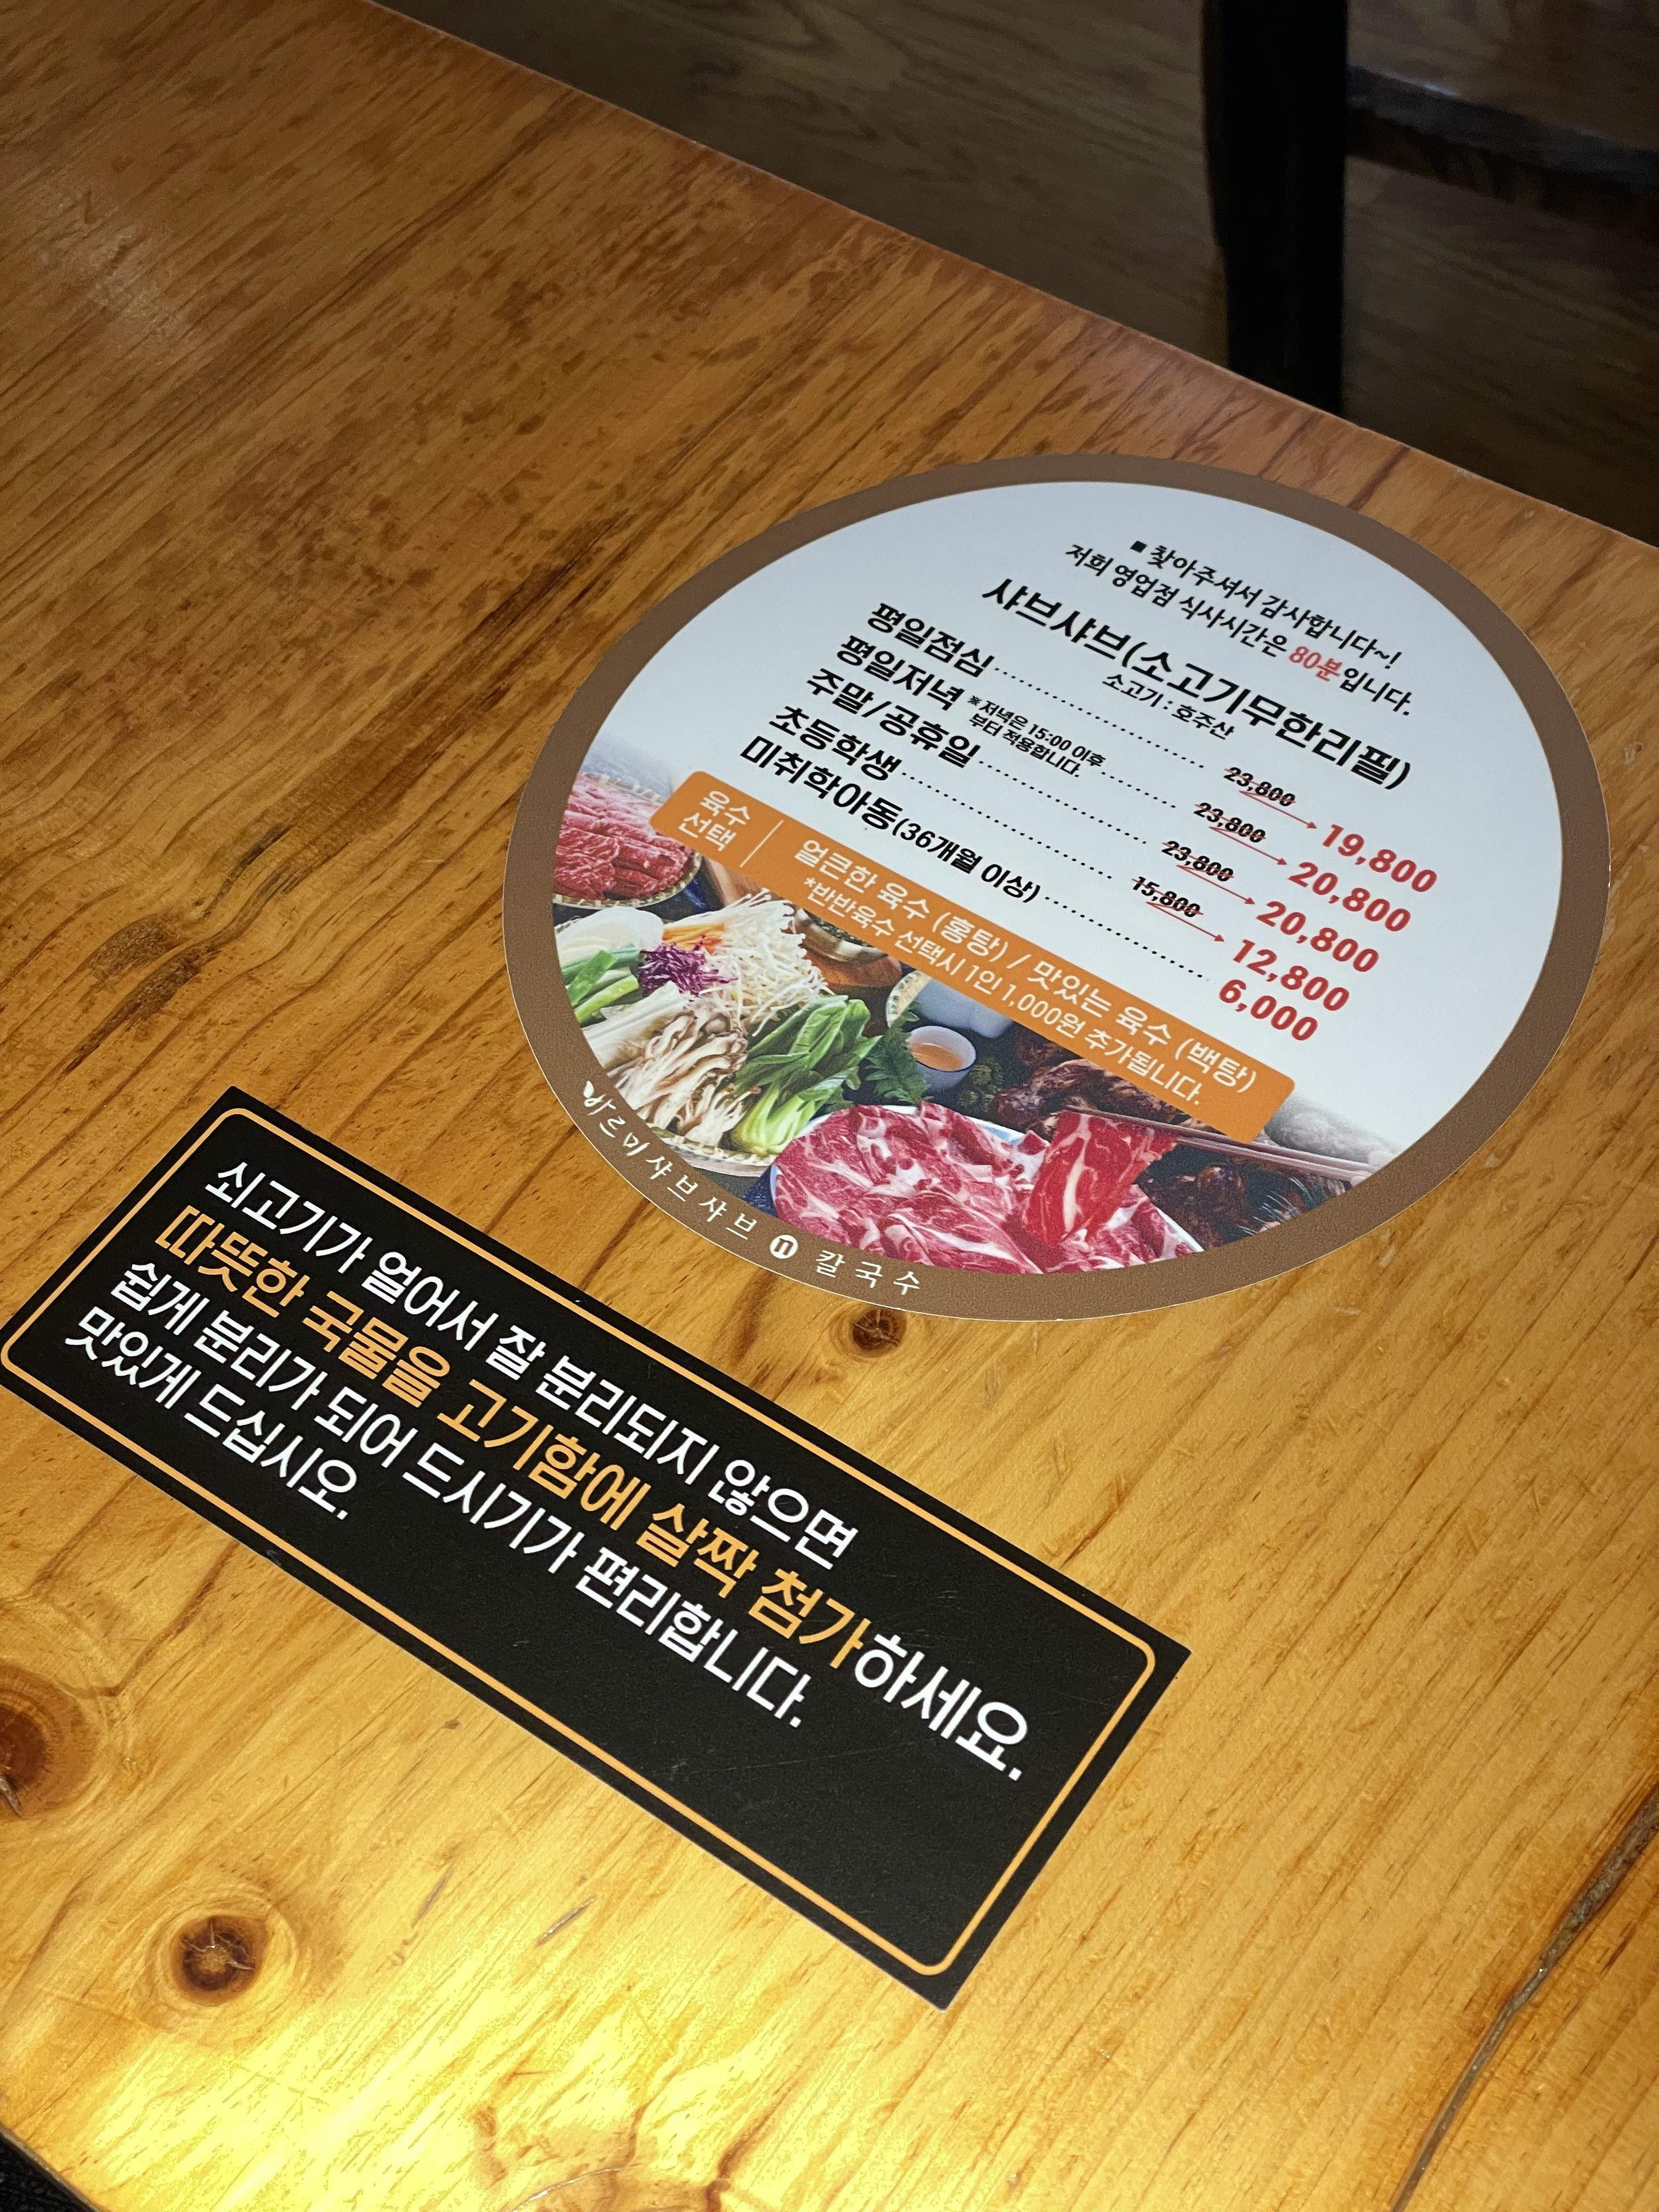 ■ 찾아주셔서 감사합니다~!
저희 영업점 식사시간은 80분입니다.
샤브샤브(소고기무한리필)
소고기 : 호주산
평일점심 23,800 19,800
평일저녁 ※ 저녁은 15:00 이후 부터 적용합니다. 23,800 20,800
주말/공휴일 23,800 20,800
초등학생 15,800 12,800
미취학아동(36개월 이상) 6,000
육수 선택
얼큰한 육수 (홍탕) / 맛있는 육수 (백탕)
*반반육수 선택시 1인 1,000원 추가됩니다.
바르미샤브샤브 n 칼국수
쇠고기가 얼어서 잘 분리되지 않으면
따뜻한 국물을 고기함에 살짝 첨가하세요.
쉽게 분리가 되어 드시기가 편리합니다.
맛있게 드십시오.